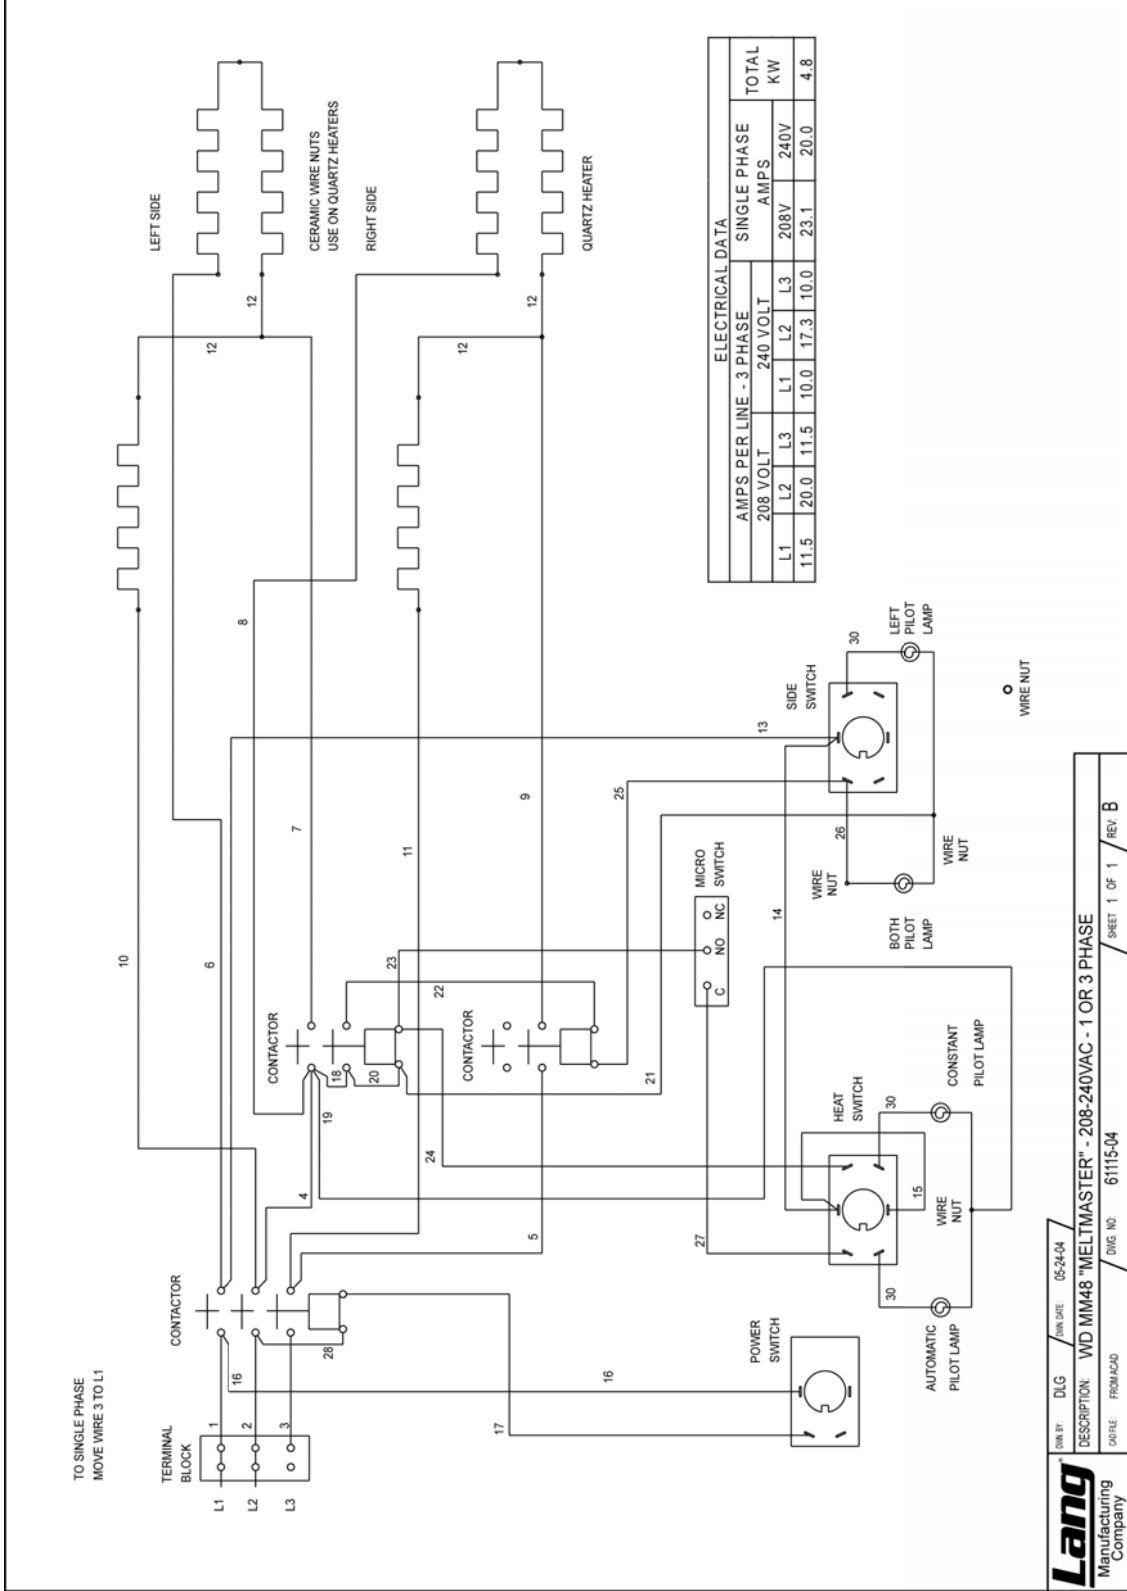 TO SINGLE PHASE
MOVE WIRE 3 TO L1
TERMINAL
BLOCK
L1
L2
L3
1
2
3
CONTACTOR
16
28
17
16
POWER
SWITCH
4
5
6
10
19
18
20
CONTACTOR
CONTACTOR
22
23
24
21
7
8
9
11
25
13
14
27
30
15
30
HEAT
SWITCH
WIRE
NUT
AUTOMATIC
PILOT LAMP
CONSTANT
PILOT LAMP
MICRO
SWITCH
C
NO
NC
26
WIRE
NUT
BOTH
PILOT
LAMP
WIRE
NUT
SIDE
SWITCH
30
LEFT
PILOT
LAMP
WIRE NUT
12
12
LEFT SIDE
CERAMIC WIRE NUTS
USE ON QUARTZ HEATERS
RIGHT SIDE
12
12
QUARTZ HEATER
ELECTRICAL DATA
AMPS PER LINE - 3 PHASE SINGLE PHASE AMPS TOTAL KW
208 VOLT 240 VOLT
L1 L2 L3 L1 L2 L3 208V 240V
11.5 20.0 11.5 10.0 17.3 10.0 23.1 20.0 4.8
Lang®
Manufacturing
Company
DWN. BY: DLG DWN. DATE: 05-24-04
DESCRIPTION: WD MM48 "MELTMASTER" - 208-240VAC - 1 OR 3 PHASE
CAD FILE: FROMACAD DWG. NO: 61115-04 SHEET 1 OF 1 REV: B